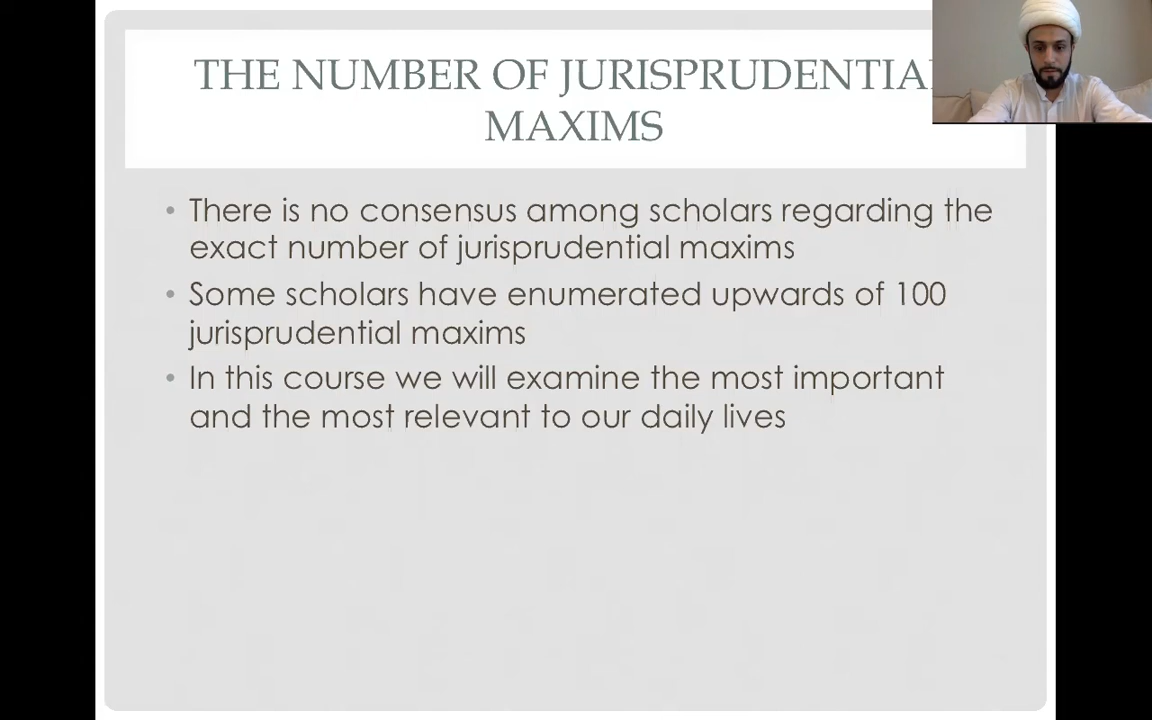 THE NUMBER OF JURISPRUDENTIA
MAXIMS
• There is no consensus among scholars regarding the
exact number of jurisprudential maxims
• Some scholars have enumerated upwards of 100
jurisprudential maxims
• In this course we will examine the most important
and the most relevant to our daily lives